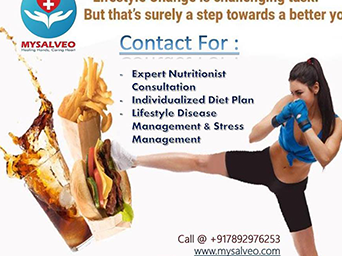 Lifestyle Change is challenging task.
But that's surely a step towards a better yo
MYSALVEO
Healing Hands, Caring Heart
Contact For :
- Expert Nutritionist
Consultation
- Individualized Diet Plan
- Lifestyle Disease
Management & Stress
Management
Call @ +917892976253
www.mysalveo.com